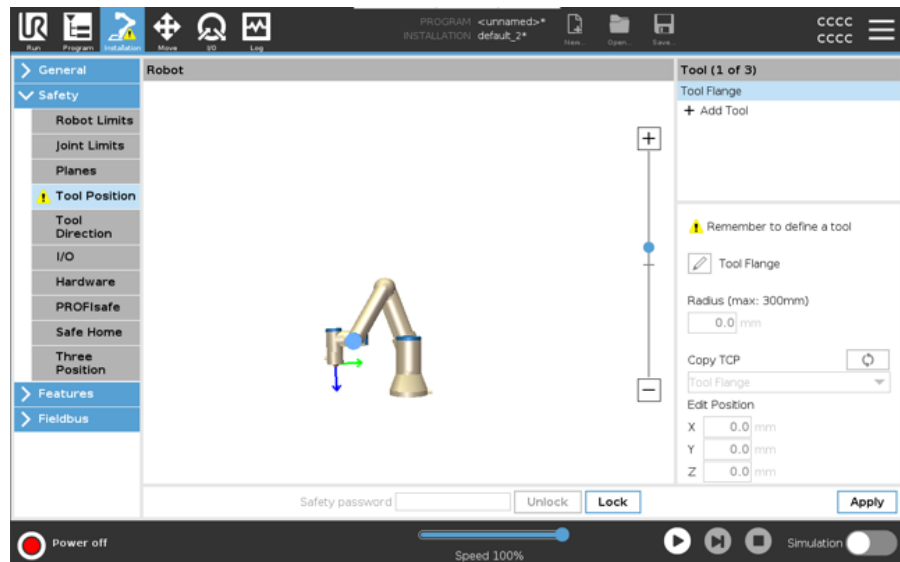 PROGRAM <unnamed>*
INSTALLATION default_2*
CCCC
CCCC
Run
Program
Installation
Move
I/O
Log
New...
Open...
Save...
General
Safety
Robot Limits
Joint Limits
Planes
Tool Position
Tool
Direction
I/O
Hardware
PROFIsafe
Safe Home
Three
Position
Features
Fieldbus
Robot
Tool (1 of 3)
Tool Flange
+ Add Tool
Remember to define a tool
Tool Flange
Radius (max: 300mm)
0.0 mm
Copy TCP
Tool Flange
Edit Position
X 0.0 mm
Y 0.0 mm
Z 0.0 mm
Safety password
Unlock
Lock
Apply
Power off
Speed 100%
Simulation